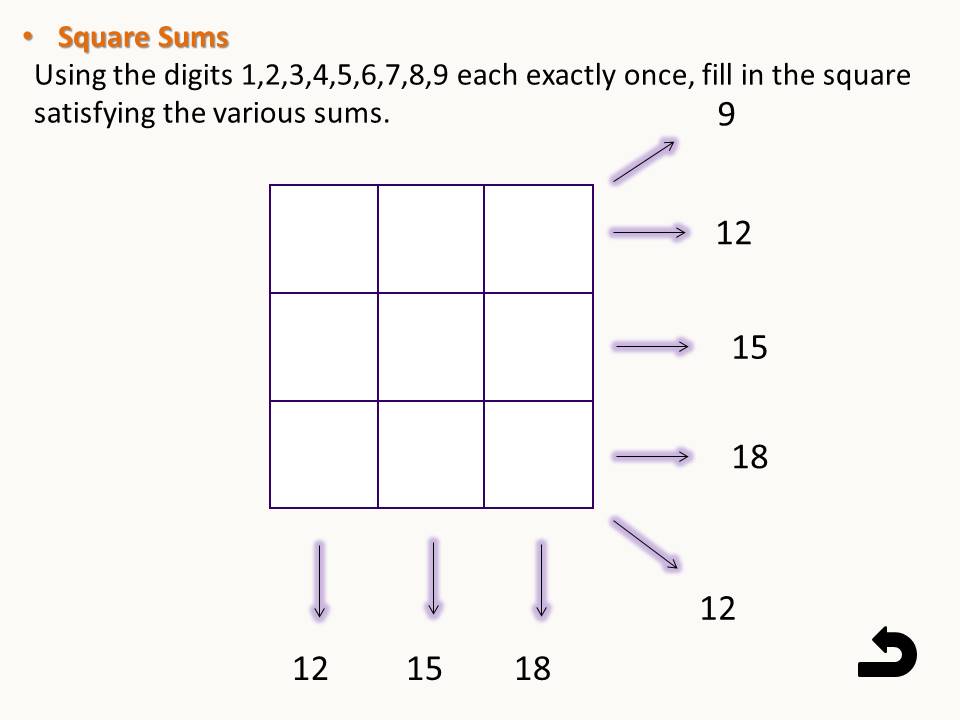 • Square Sums
Using the digits 1,2,3,4,5,6,7,8,9 each exactly once, fill in the square
satisfying the various sums.
9
12
15
18
12
12 15 18